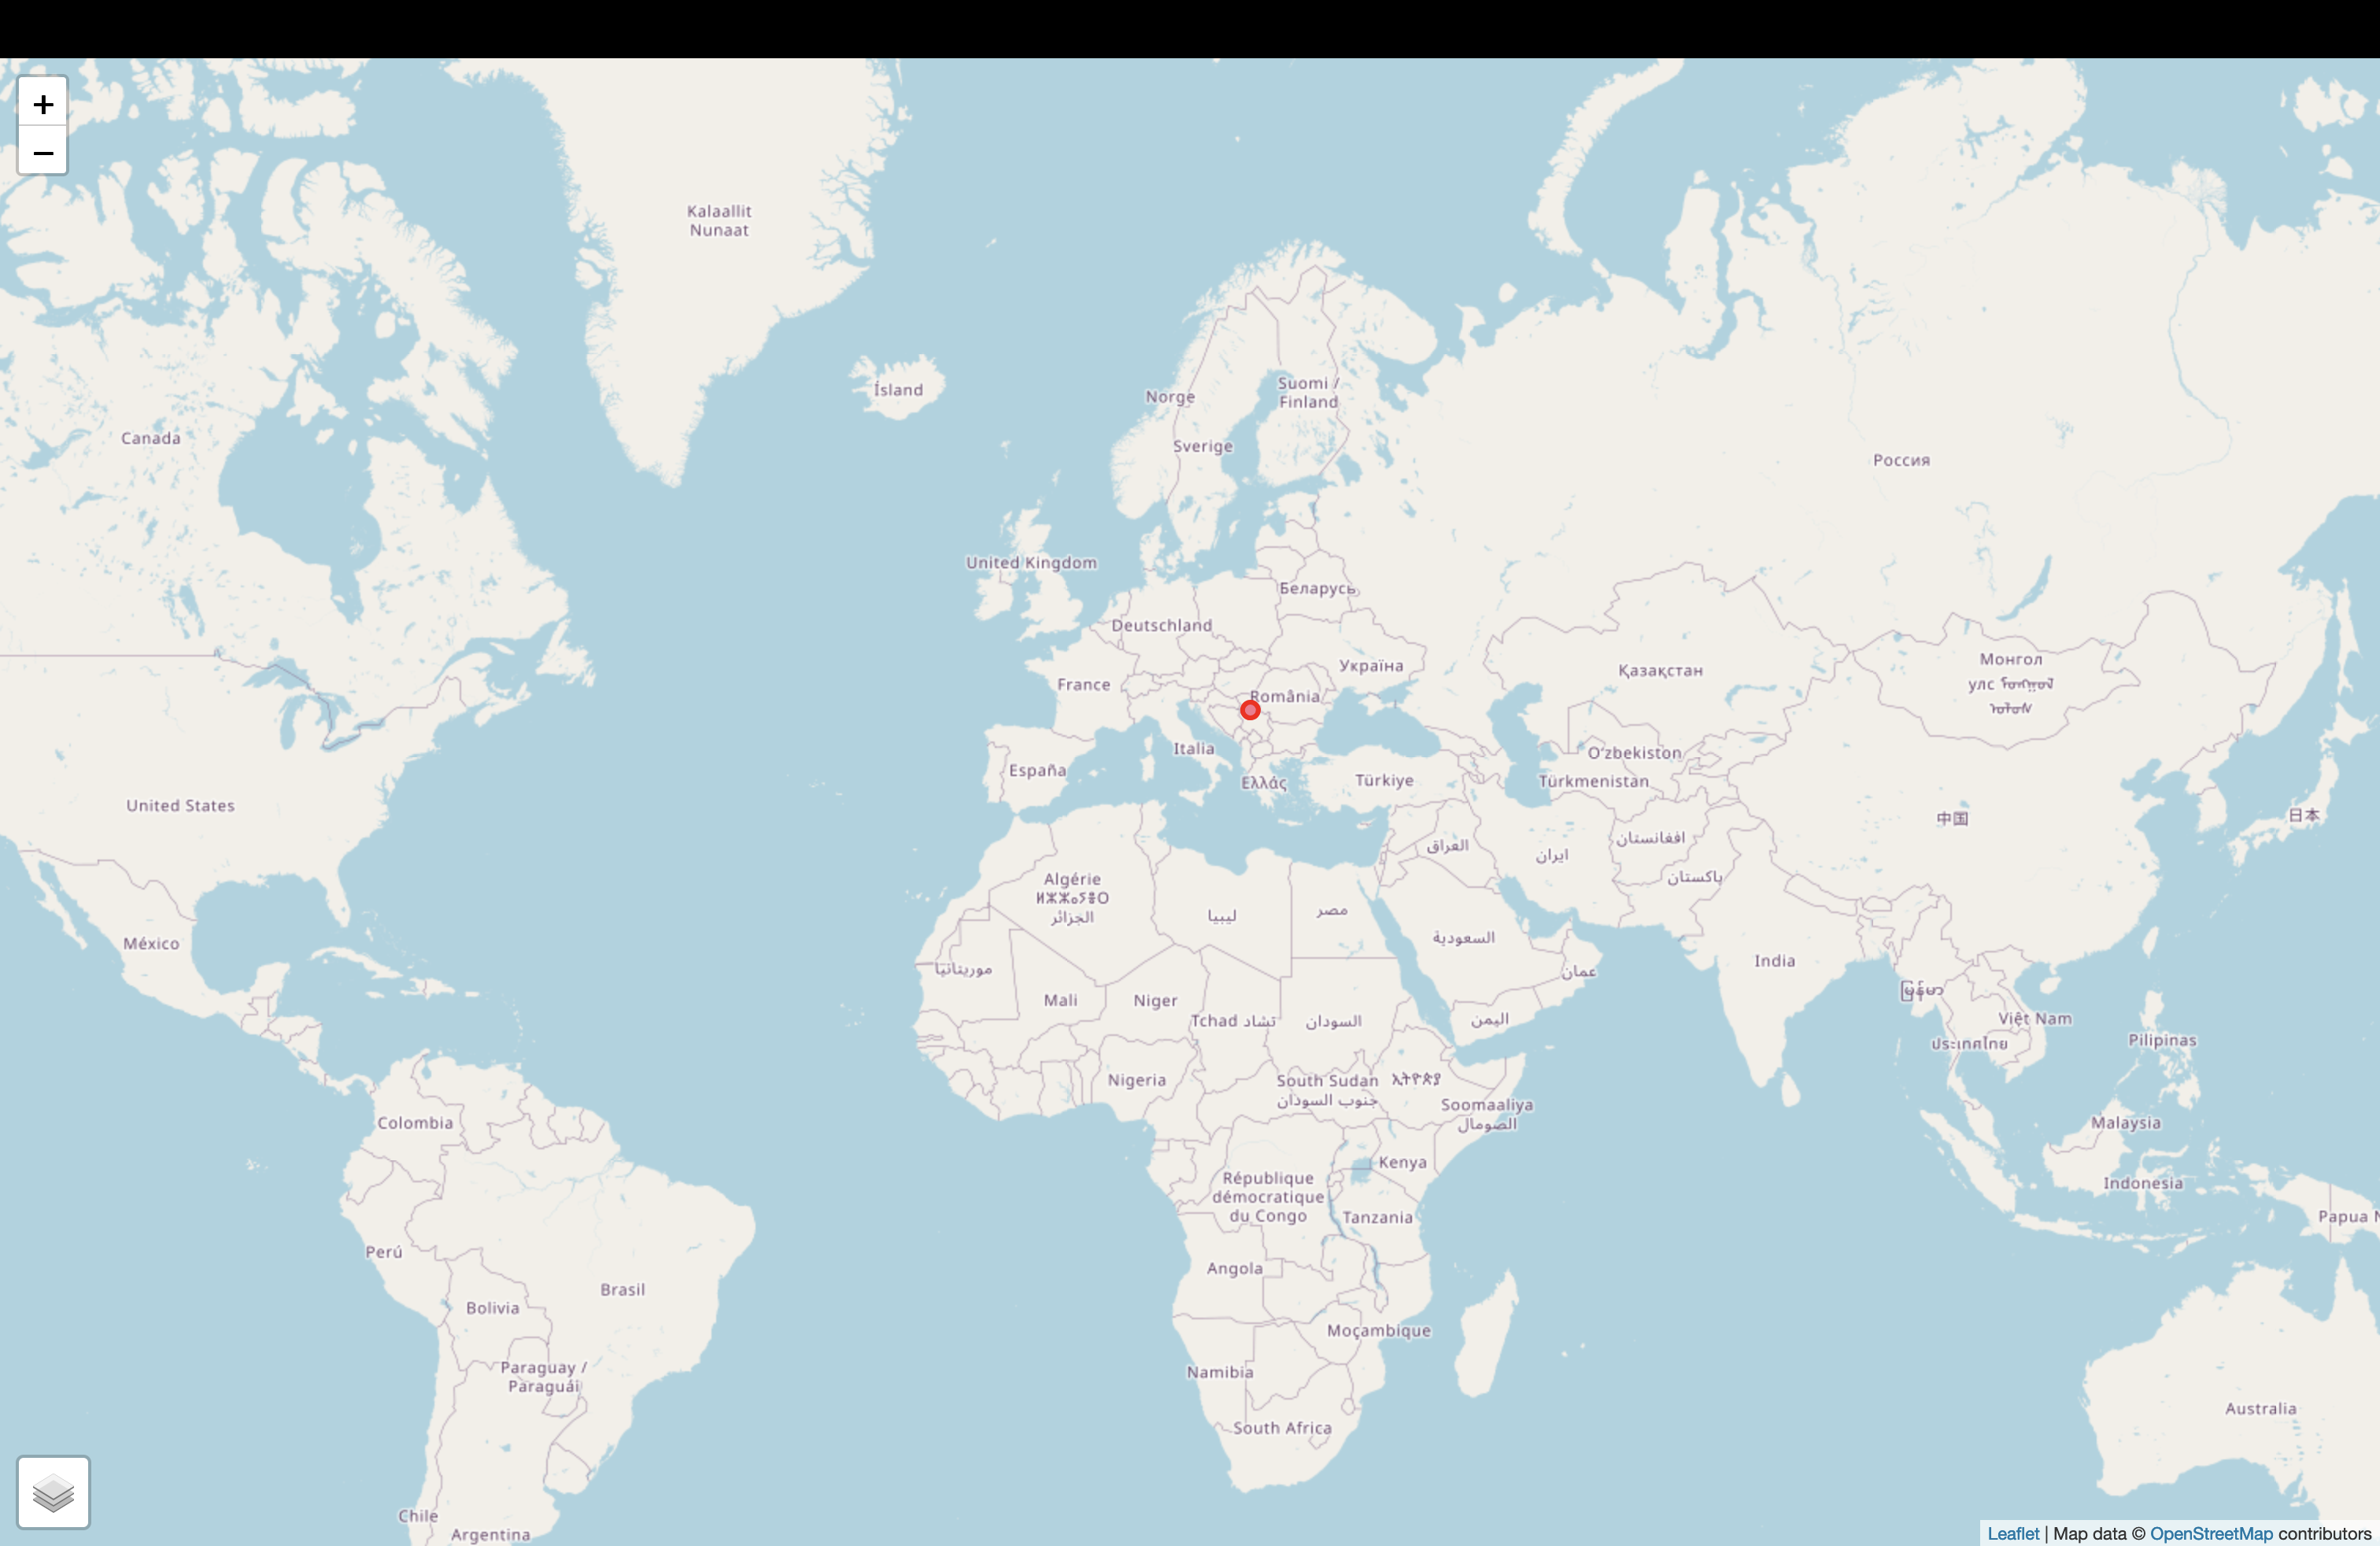 +
−
Kalaallit
Nunaat
Ísland
Norge
Suomi /
Finland
Sverige
Canada
Россия
United Kingdom
Беларусь
Deutschland
Україна
France
România
Қазақстан
Монгол
улс
Italia
España
Ελλάς
Türkiye
Oʻzbekiston
Türkmenistan
United States
中国
日本
العراق
ايران
افغانستان
پاکستان
Algérie
ⵍⵣⵣⴰⵢⴻⵔ
الجزائر
ليبيا
مصر
السعودية
عمان
México
India
موريتانيا
Mali
Niger
Tchad تشاد
السودان
اليمن
မြန်မာ
Việt Nam
ประเทศไทย
Pilipinas
Nigeria
South Sudan
جنوب السودان
ኢትዮጵያ
Soomaaliya
الصومال
Colombia
Malaysia
Kenya
République
démocratique
du Congo
Indonesia
Tanzania
Papua N
Perú
Angola
Brasil
Bolivia
Moçambique
Paraguay /
Paraguái
Namibia
Australia
South Africa
Chile
Argentina
Leaflet | Map data © OpenStreetMap contributors